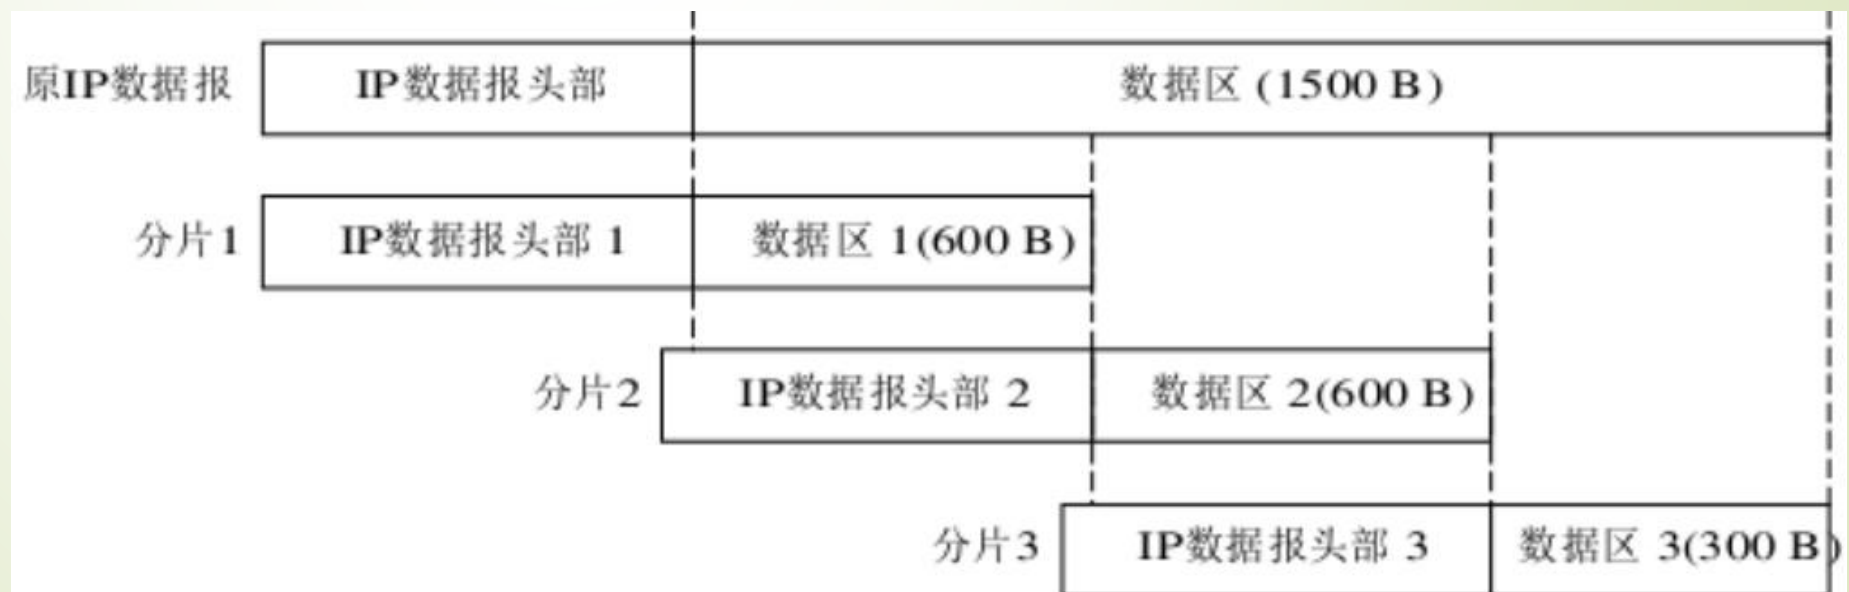 原IP数据报 IP数据报头部 数据区 (1500 B)
分片1 IP数据报头部 1 数据区 1(600 B)
分片2 IP数据报头部 2 数据区 2(600 B)
分片3 IP数据报头部 3 数据区 3(300 B)